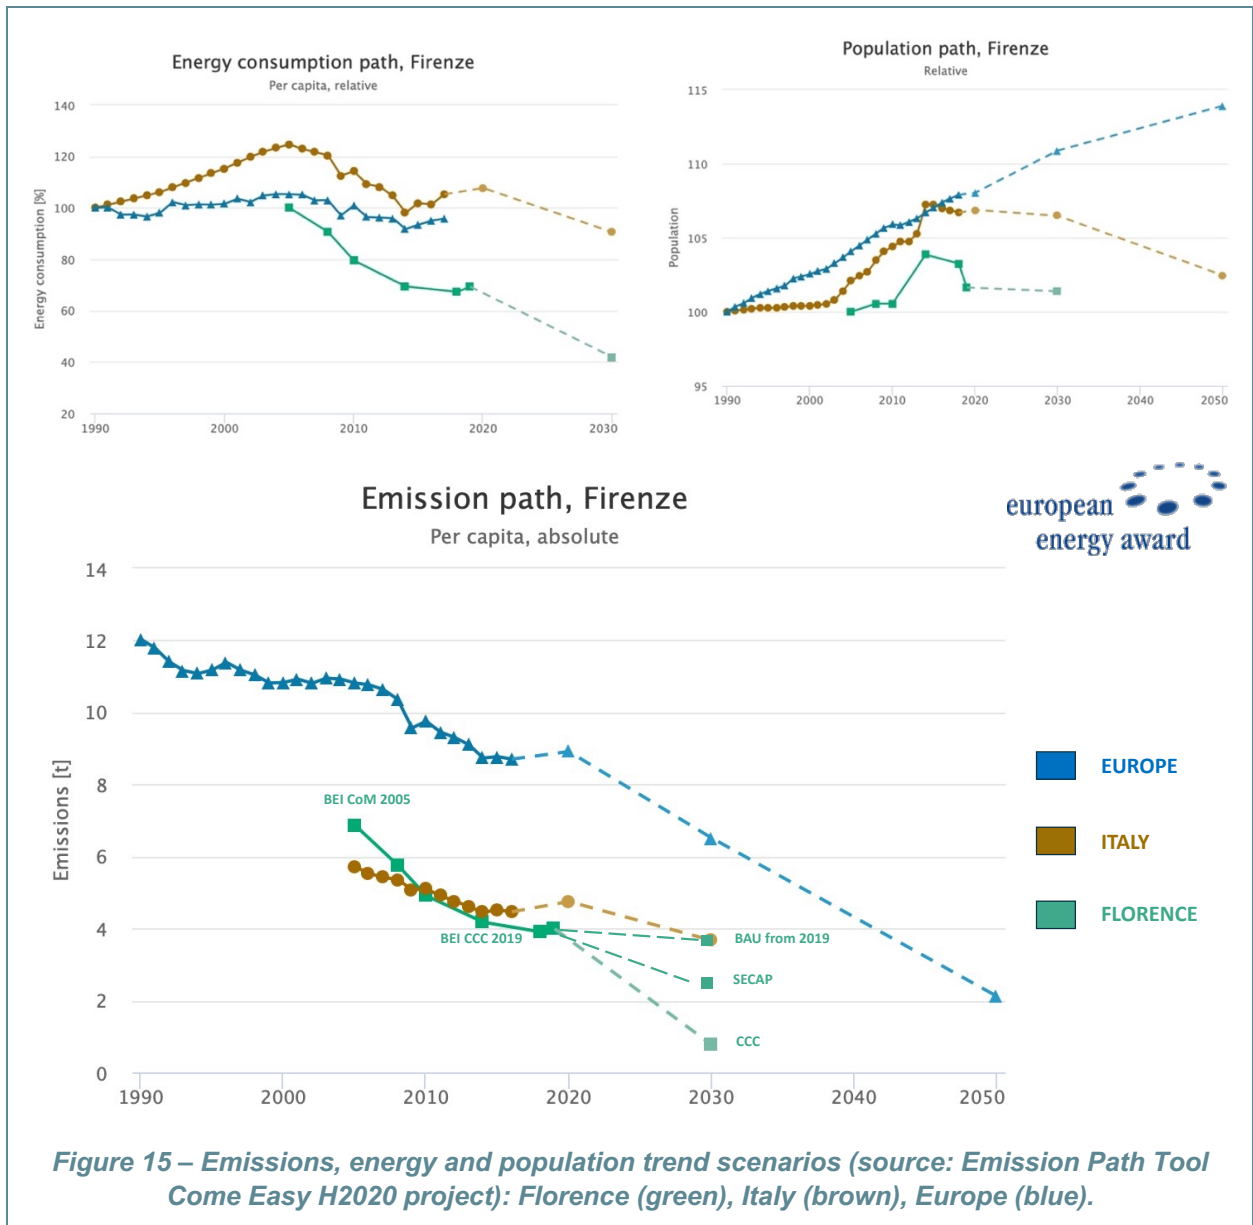 Energy consumption path, Firenze
Per capita, relative
140
120
100
80
60
40
20
Energy consumption [%]
1990
2000
2010
2020
2030
Population path, Firenze
Relative
115
110
105
100
95
Population
1990
2000
2010
2020
2030
2040
2050
Emission path, Firenze
Per capita, absolute
european
energy award
14
12
10
8
6
4
2
0
Emissions [t]
BEI CoM 2005
BEI CCC 2019
BAU from 2019
SECAP
CCC
1990
2000
2010
2020
2030
2040
2050
EUROPE
ITALY
FLORENCE
Figure 15 – Emissions, energy and population trend scenarios (source: Emission Path Tool
Come Easy H2020 project): Florence (green), Italy (brown), Europe (blue).